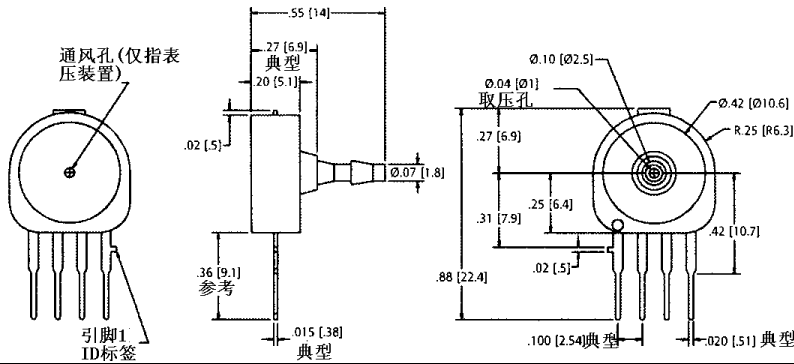 通风孔(仅指表
压装置)
引脚1
ID标签
.55 [14]
.27 [6.9]
典型
.20 [5.1]
.02 [.5]
Ø.07 [1.8]
.36 [9.1]
参考
.015 [.38]
典型
Ø.10 [Ø2.5]
Ø.04 [Ø1]
取压孔
Ø.42 [Ø10.6]
R.25 [R6.3]
.27 [6.9]
.25 [6.4]
.31 [7.9]
.42 [10.7]
.02 [.5]
.88 [22.4]
.100 [2.54]典型
.020 [.51] 典型